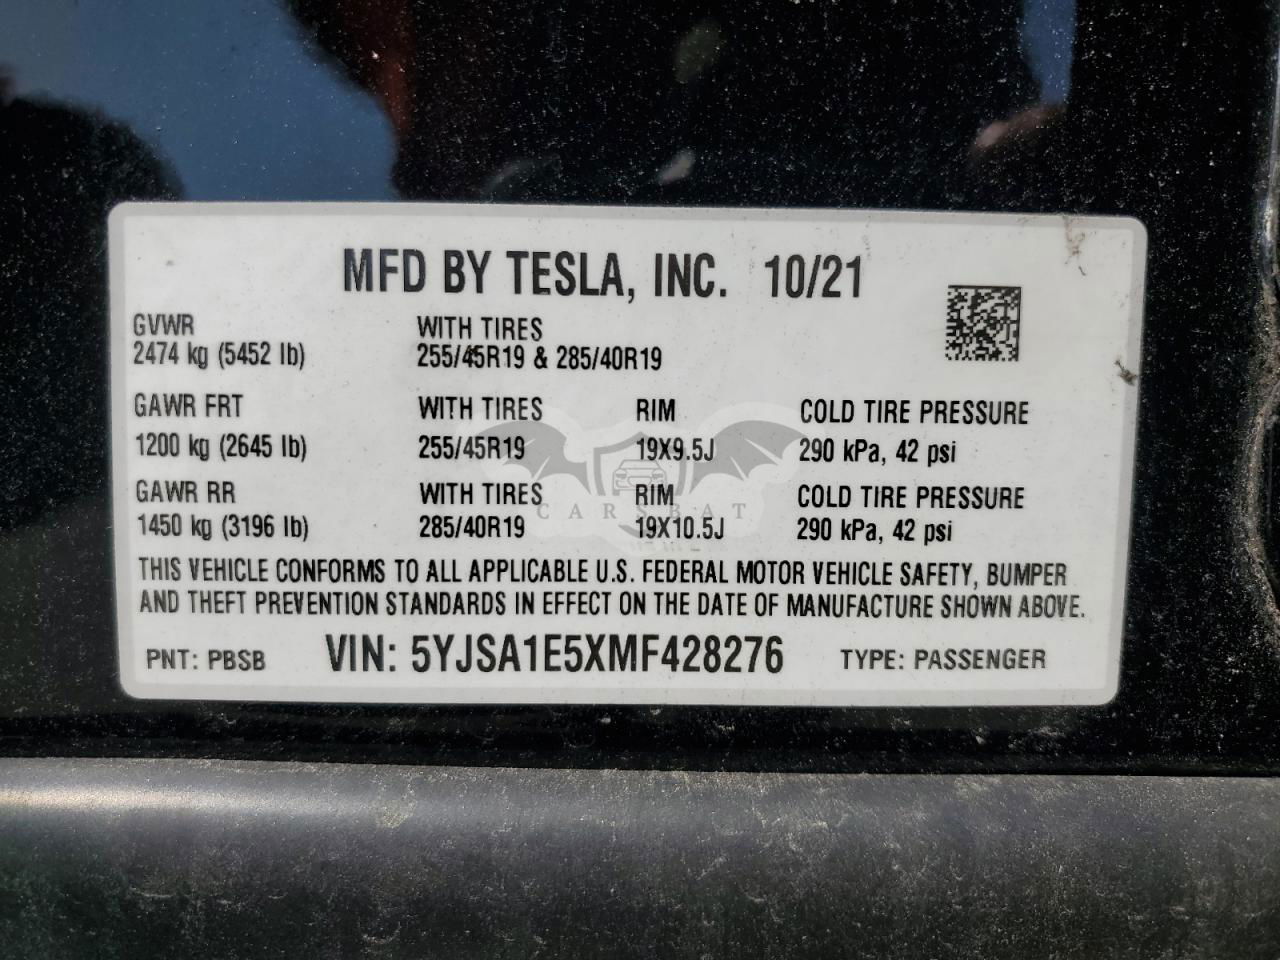 MFD BY TESLA, INC. 10/21
GVWR WITH TIRES
2474 kg (5452 lb) 255/45R19 & 285/40R19
GAWR FRT WITH TIRES RIM COLD TIRE PRESSURE
1200 kg (2645 lb) 255/45R19 19X9.5J 290 kPa, 42 psi
GAWR RR WITH TIRES RIM COLD TIRE PRESSURE
CARSBAT
1450 kg (3196 lb) 285/40R19 19X10.5J 290 kPa, 42 psi
THIS VEHICLE CONFORMS TO ALL APPLICABLE U.S. FEDERAL MOTOR VEHICLE SAFETY, BUMPER
AND THEFT PREVENTION STANDARDS IN EFFECT ON THE DATE OF MANUFACTURE SHOWN ABOVE.
PNT: PBSB VIN: 5YJSA1E5XMF428276 TYPE: PASSENGER